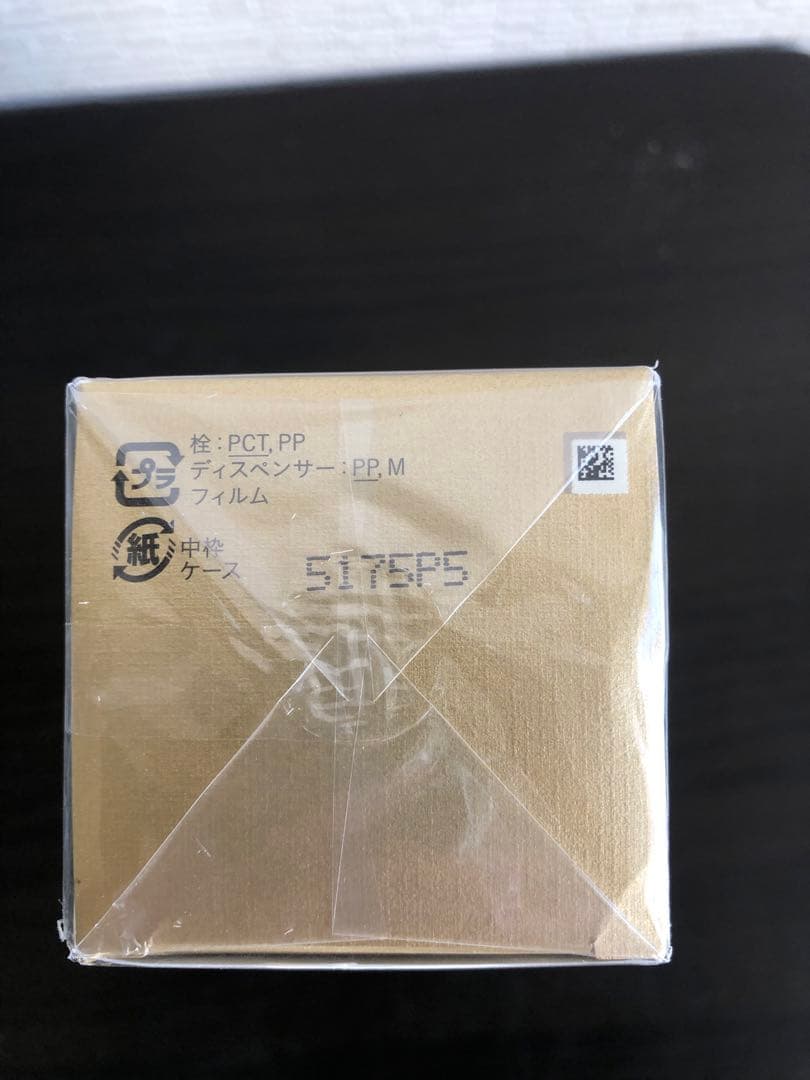 プラ
栓：PCT, PP
ディスペンサー：PP, M
フィルム
紙
中枠
ケース
5175P5